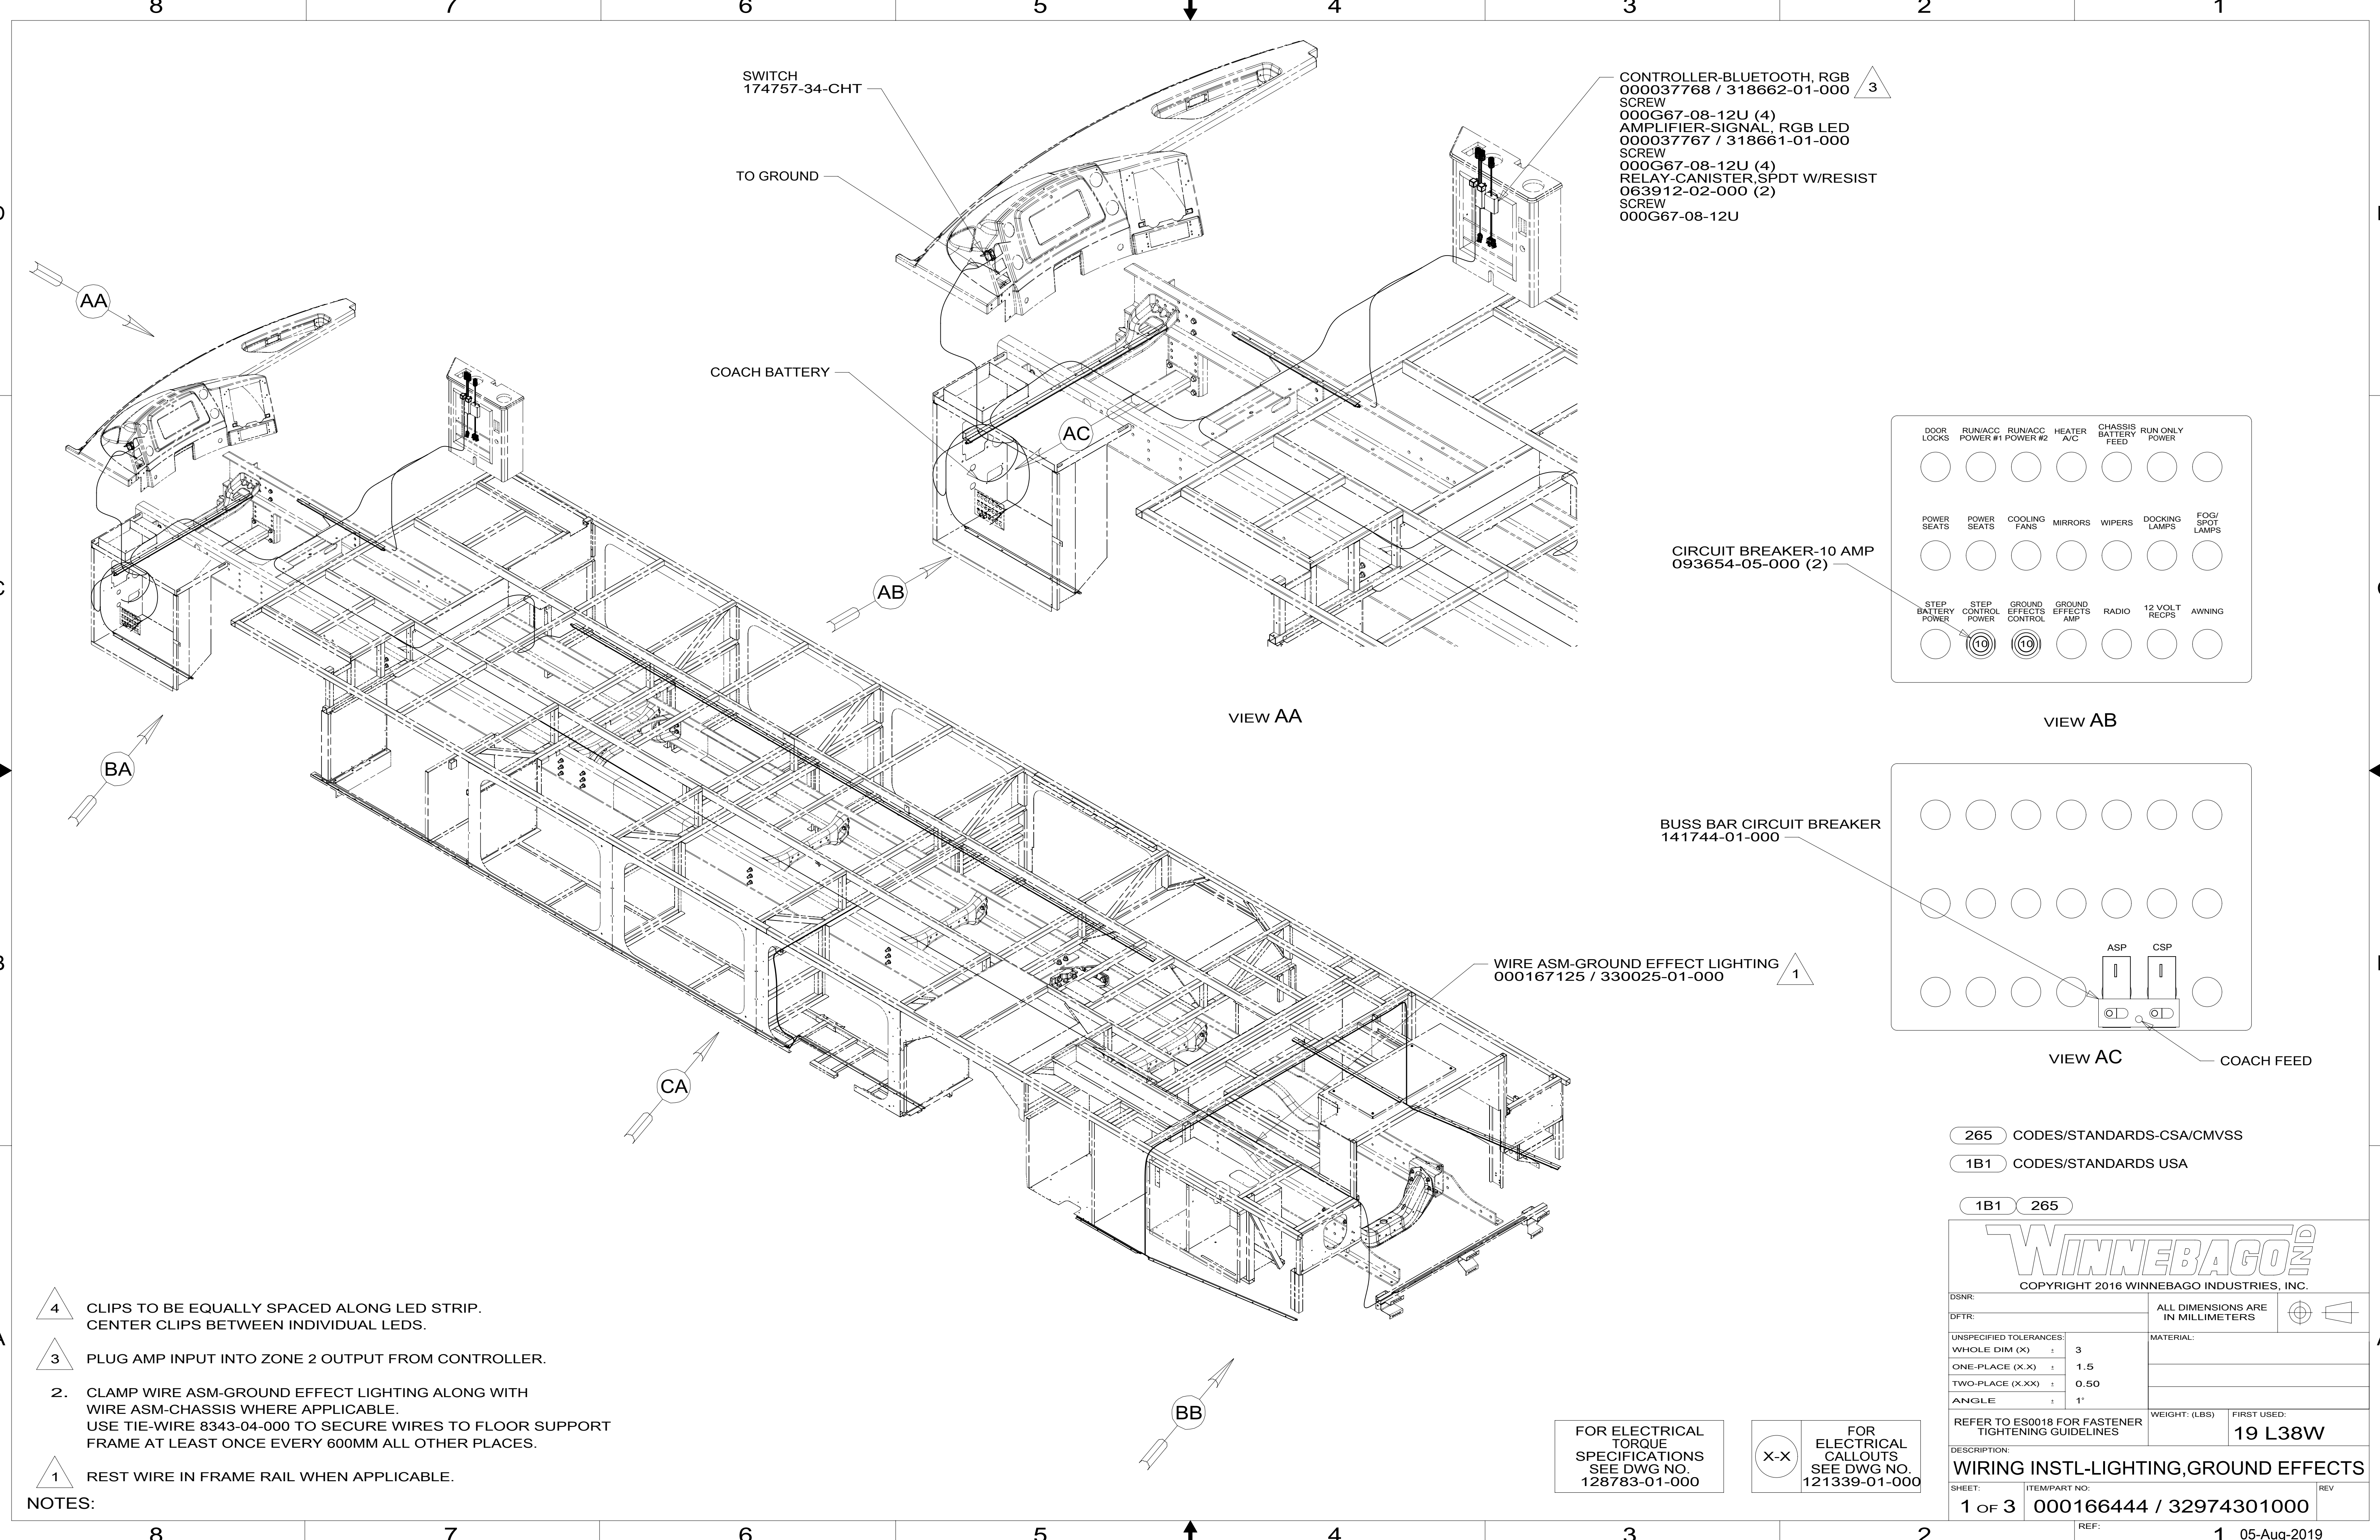 8 7 6 5 4 3 2 1
SWITCH
174757-34-CHT
TO GROUND
COACH BATTERY
CONTROLLER-BLUETOOTH, RGB
000037768 / 318662-01-000
3
SCREW
000G67-08-12U (4)
AMPLIFIER-SIGNAL, RGB LED
000037767 / 318661-01-000
SCREW
000G67-08-12U (4)
RELAY-CANISTER,SPDT W/RESIST
063912-02-000 (2)
SCREW
000G67-08-12U
AA
AC
AB
BA
CA
BB
VIEW AA
DOOR
LOCKS
RUN/ACC
POWER #1
RUN/ACC
POWER #2
HEATER
A/C
CHASSIS
BATTERY
FEED
RUN ONLY
POWER
POWER
SEATS
POWER
SEATS
COOLING
FANS
MIRRORS
WIPERS
DOCKING
LAMPS
FOG/
SPOT
LAMPS
CIRCUIT BREAKER-10 AMP
093654-05-000 (2)
STEP
BATTERY
POWER
STEP
CONTROL
POWER
GROUND
EFFECTS
CONTROL
GROUND
EFFECTS
AMP
RADIO
12 VOLT
RECPS
AWNING
10
10
VIEW AB
BUSS BAR CIRCUIT BREAKER
141744-01-000
ASP CSP
VIEW AC
COACH FEED
WIRE ASM-GROUND EFFECT LIGHTING
000167125 / 330025-01-000
1
265 CODES/STANDARDS-CSA/CMVSS
1B1 CODES/STANDARDS USA
1B1 265
4 CLIPS TO BE EQUALLY SPACED ALONG LED STRIP.
CENTER CLIPS BETWEEN INDIVIDUAL LEDS.
3 PLUG AMP INPUT INTO ZONE 2 OUTPUT FROM CONTROLLER.
2. CLAMP WIRE ASM-GROUND EFFECT LIGHTING ALONG WITH
WIRE ASM-CHASSIS WHERE APPLICABLE.
USE TIE-WIRE 8343-04-000 TO SECURE WIRES TO FLOOR SUPPORT
FRAME AT LEAST ONCE EVERY 600MM ALL OTHER PLACES.
1 REST WIRE IN FRAME RAIL WHEN APPLICABLE.
NOTES:
FOR ELECTRICAL
TORQUE
SPECIFICATIONS
SEE DWG NO.
128783-01-000
X-X
FOR
ELECTRICAL
CALLOUTS
SEE DWG NO.
121339-01-000
WINNEBAGO IND
COPYRIGHT 2016 WINNEBAGO INDUSTRIES, INC.
DSNR:
DFTR:
ALL DIMENSIONS ARE
IN MILLIMETERS
UNSPECIFIED TOLERANCES:
WHOLE DIM (X) ± 3
ONE-PLACE (X.X) ± 1.5
TWO-PLACE (X.XX) ± 0.50
ANGLE ± 1°
MATERIAL:
REFER TO ES0018 FOR FASTENER
TIGHTENING GUIDELINES
WEIGHT: (LBS)
FIRST USED:
19 L38W
DESCRIPTION:
WIRING INSTL-LIGHTING,GROUND EFFECTS
SHEET:
1 OF 3
ITEM/PART NO:
000166444 / 32974301000
REV
REF:
8 7 6 5 4 3 2 1
05-Aug-2019